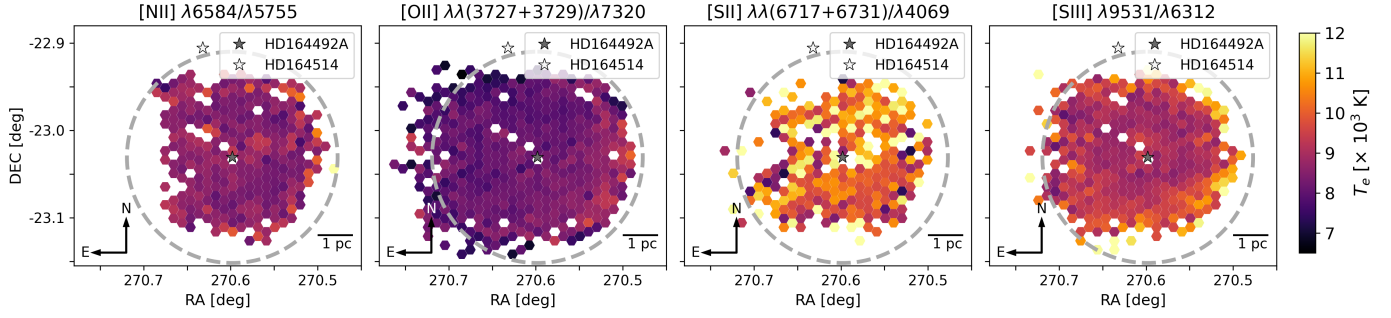 [NII] λ6584/λ5755
[OII] λλ(3727+3729)/λ7320
[SII] λλ(6717+6731)/λ4069
[SIII] λ9531/λ6312
HD164492A
HD164514
HD164492A
HD164514
HD164492A
HD164514
HD164492A
HD164514
-22.9
-23.0
-23.1
DEC [deg]
N
E
1 pc
N
E
1 pc
N
E
1 pc
N
E
1 pc
270.7 270.6 270.5
270.7 270.6 270.5
270.7 270.6 270.5
270.7 270.6 270.5
RA [deg]
RA [deg]
RA [deg]
RA [deg]
12
11
10
9
8
7
Te [× 10³ K]